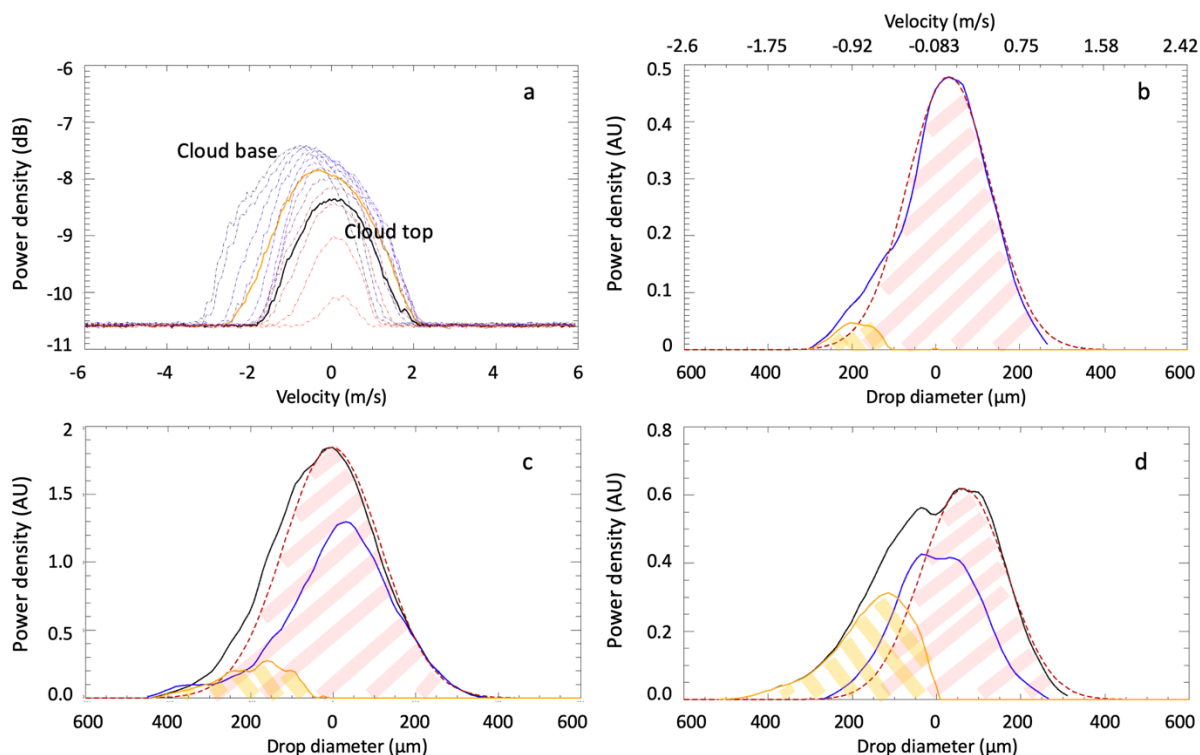 a
Power density (dB)
-6
-7
-8
-9
-10
-11
Cloud base
Cloud top
-6 -4 -2 0 2 4 6
Velocity (m/s)
Velocity (m/s)
-2.6 -1.75 -0.92 -0.083 0.75 1.58 2.42
b
Power density (AU)
0.5
0.4
0.3
0.2
0.1
0
600 400 200 0 200 400 600
Drop diameter (µm)
c
Power density (AU)
2
1.5
1.0
0.5
0.0
600 400 200 0 200 400 600
Drop diameter (µm)
d
Power density (AU)
0.8
0.6
0.4
0.2
0.0
600 400 200 0 200 400 600
Drop diameter (µm)